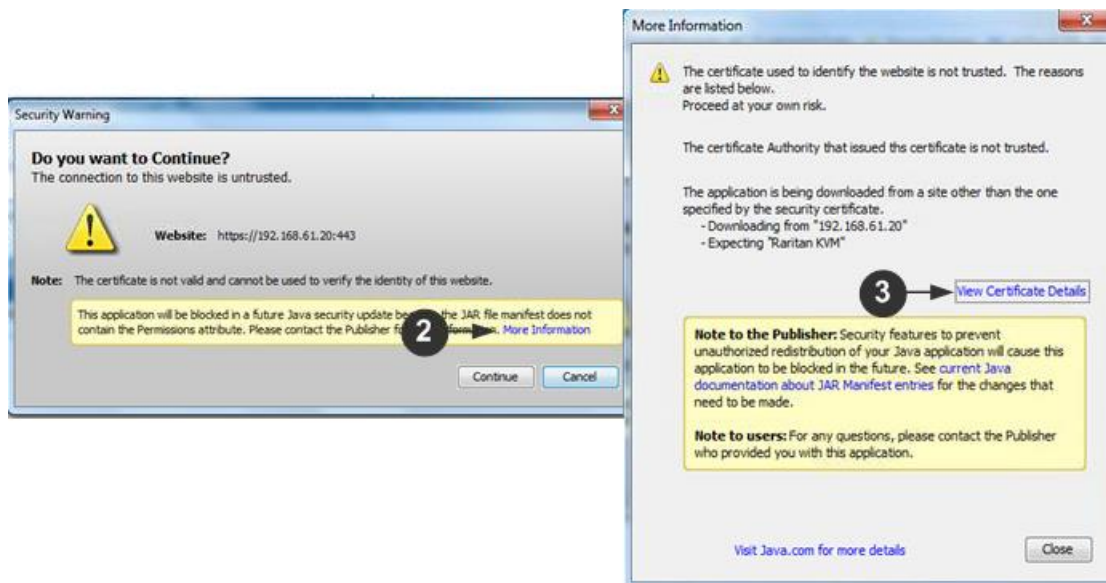 Security Warning
Do you want to Continue?
The connection to this website is untrusted.
Website: https://192.168.61.20:443
Note: The certificate is not valid and cannot be used to verify the identity of this website.
This application will be blocked in a future Java security update the JAR file manifest does not
contain the Permissions attribute. Please contact the Publisher More Information
2
Continue
Cancel
More Information
The certificate used to identify the website is not trusted. The reasons
are listed below.
Proceed at your own risk.
The certificate Authority that issued ths certificate is not trusted.
The application is being downloaded from a site other than the one
specified by the security certificate.
- Downloading from "192.168.61.20"
- Expecting "Raritan KVM"
3
View Certificate Details
Note to the Publisher: Security features to prevent
unauthorized redistribution of your Java application will cause this
application to be blocked in the future. See current Java
documentation about JAR Manifest entries for the changes that
need to be made.
Note to users: For any questions, please contact the Publisher
who provided you with this application.
Visit Java.com for more details
Close